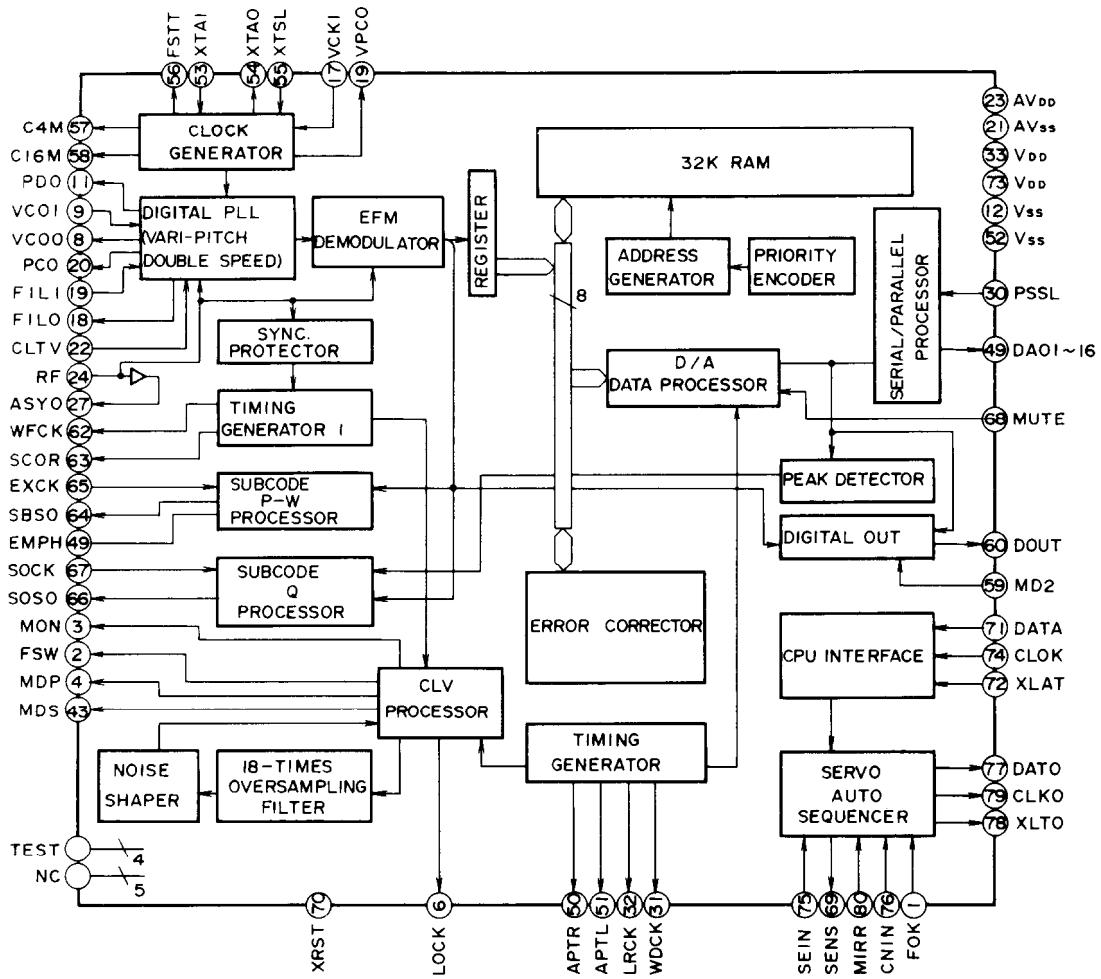 FSTT
XTAI
XTAO
XTSL
VCKI
VPCO
56
53
54
55
17
19
C4M 57
C16M 58
PDO 11
VCOI 9
VCOO 8
PCO 20
FILI 19
FILO 18
CLTV 22
RF 24
ASYO 27
WFCK 62
SCOR 63
EXCK 65
SBSO 64
EMPH 49
SOCK 67
SOSO 66
MON 3
FSW 2
MDP 4
MDS 43
TEST 4
NC 5
CLOCK
GENERATOR
DIGITAL PLL
(VARI-PITCH
DOUBLE SPEED)
EFM
DEMODULATOR
REGISTER
SYNC.
PROTECTOR
TIMING
GENERATOR 1
SUBCODE
P-W
PROCESSOR
SUBCODE
Q
PROCESSOR
CLV
PROCESSOR
NOISE
SHAPER
18-TIMES
OVERSAMPLING
FILTER
32K RAM
8
ADDRESS
GENERATOR
PRIORITY
ENCODER
SERIAL/PARALLEL
PROCESSOR
D/A
DATA PROCESSOR
PEAK DETECTOR
DIGITAL OUT
ERROR CORRECTOR
CPU INTERFACE
TIMING
GENERATOR
SERVO
AUTO
SEQUENCER
23 AVDD
21 AVss
33 VDD
73 VDD
12 Vss
52 Vss
30 PSSL
49 DAO1~16
68 MUTE
60 DOUT
59 MD2
71 DATA
74 CLOK
72 XLAT
77 DATO
79 CLKO
78 XLTO
70
6
50
51
32
31
75
69
80
76
1
XRST
LOCK
APTR
APTL
LRCK
WDCK
SEIN
SENS
MIRR
CNIN
FOK